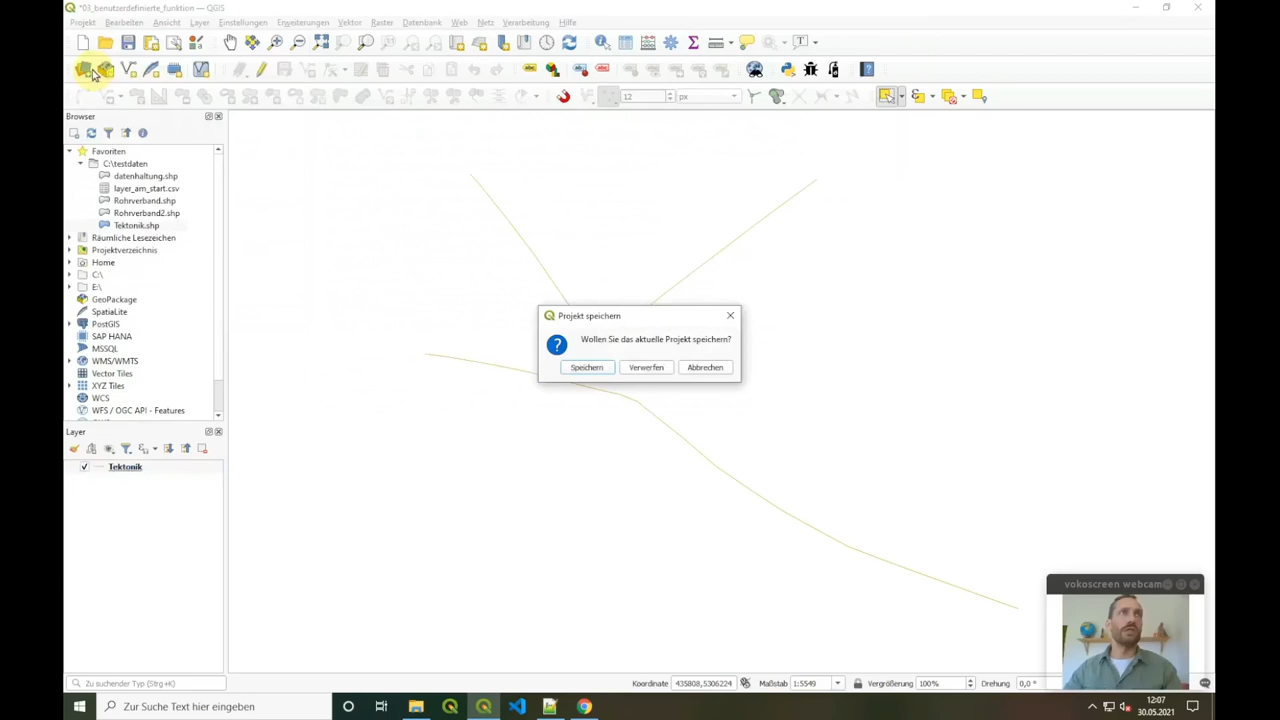 *03_benutzerdefinierte_funktion — QGIS
Projekt Bearbeiten Ansicht Layer Einstellungen Erweiterungen Vektor Raster Datenbank Web Netz Verarbeitung Hilfe
12 px
Browser
Favoriten
C:\testdaten
datenhaltung.shp
layer_am_start.csv
Rohrverband.shp
Rohrverband2.shp
Tektonik.shp
Räumliche Lesezeichen
Projektverzeichnis
Home
C:\
E:\
GeoPackage
SpatiaLite
PostGIS
SAP HANA
MSSQL
WMS/WMTS
Vector Tiles
XYZ Tiles
WCS
WFS / OGC API - Features
Layer
Tektonik
Projekt speichern
Wollen Sie das aktuelle Projekt speichern?
Speichern Verwerfen Abbrechen
vokoscreen webcam
Zu suchender Typ (Strg+K)
Koordinate 435808,5306224 Maßstab 1:5549 Vergrößerung 100% Drehung 0,0 °
Zur Suche Text hier eingeben
12:07
30.05.2021